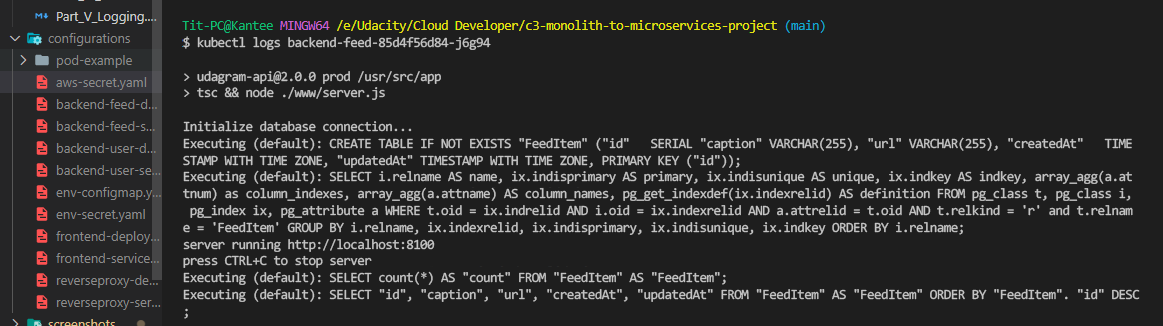 Part_V_Logging....
configurations
pod-example
aws-secret.yaml
backend-feed-d...
backend-feed-s...
backend-user-d...
backend-user-se...
env-configmap.y...
env-secret.yaml
frontend-deploy...
frontend-service...
reverseproxy-de...
reverseproxy-ser...
screenshots
Tit-PC@Kantee MINGW64 /e/Udacity/Cloud Developer/c3-monolith-to-microservices-project (main)
$ kubectl logs backend-feed-85d4f56d84-j6g94
> udagram-api@2.0.0 prod /usr/src/app
> tsc && node ./www/server.js
Initialize database connection...
Executing (default): CREATE TABLE IF NOT EXISTS "FeedItem" ("id"   SERIAL "caption" VARCHAR(255), "url" VARCHAR(255), "createdAt"   TIME
STAMP WITH TIME ZONE, "updatedAt" TIMESTAMP WITH TIME ZONE, PRIMARY KEY ("id"));
Executing (default): SELECT i.relname AS name, ix.indisprimary AS primary, ix.indisunique AS unique, ix.indkey AS indkey, array_agg(a.at
tnum) as column_indexes, array_agg(a.attname) AS column_names, pg_get_indexdef(ix.indexrelid) AS definition FROM pg_class t, pg_class i,
pg_index ix, pg_attribute a WHERE t.oid = ix.indrelid AND i.oid = ix.indexrelid AND a.attrelid = t.oid AND t.relkind = 'r' and t.relnam
e = 'FeedItem' GROUP BY i.relname, ix.indexrelid, ix.indisprimary, ix.indisunique, ix.indkey ORDER BY i.relname;
server running http://localhost:8100
press CTRL+C to stop server
Executing (default): SELECT count(*) AS "count" FROM "FeedItem" AS "FeedItem";
Executing (default): SELECT "id", "caption", "url", "createdAt", "updatedAt" FROM "FeedItem" AS "FeedItem" ORDER BY "FeedItem". "id" DESC
;